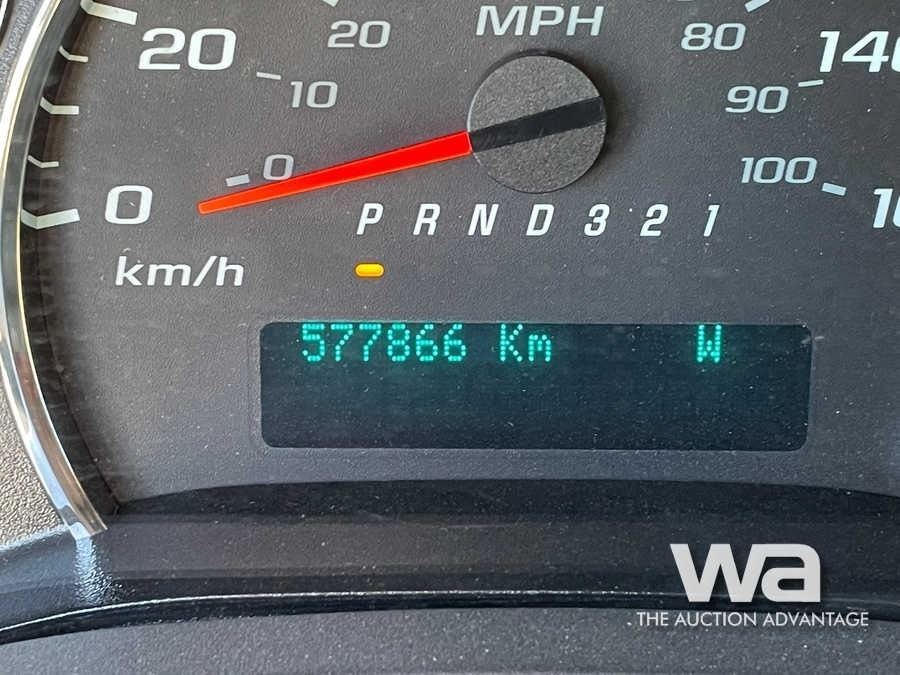 MPH
20 20 80 140
10 90
0 100
0
P R N D 3 2 1
km/h
577866 Km W
wa
THE AUCTION ADVANTAGE